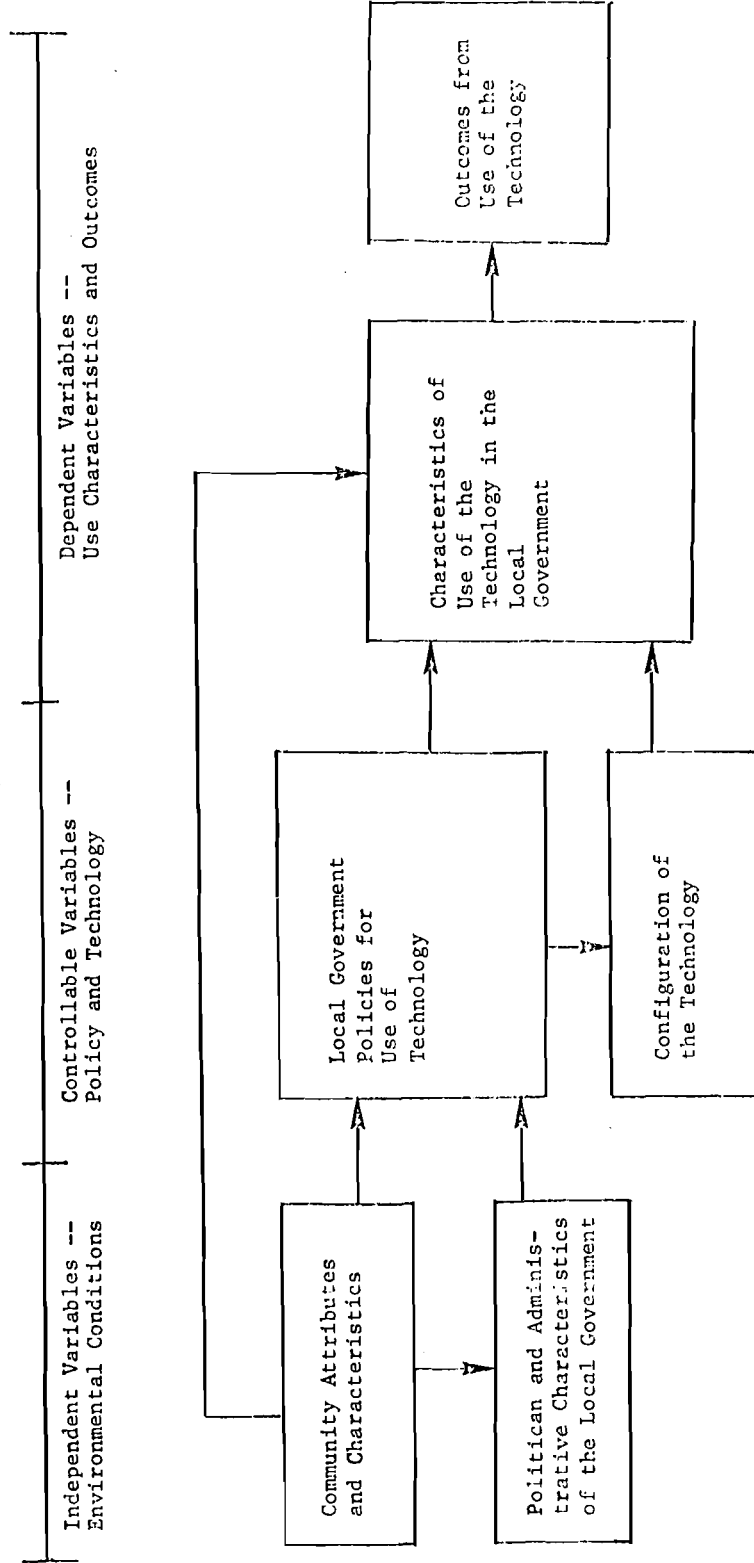 Independent Variables --
Environmental Conditions
Controllable Variables --
Policy and Technology
Dependent Variables --
Use Characteristics and Outcomes
Community Attributes
and Characteristics
Politican and Adminis-
trative Characteristics
of the Local Government
Local Government
Policies for
Use of
Technology
Configuration of
the Technology
Characteristics of
Use of the
Technology in the
Local
Government
Outcomes from
Use of the
Technology